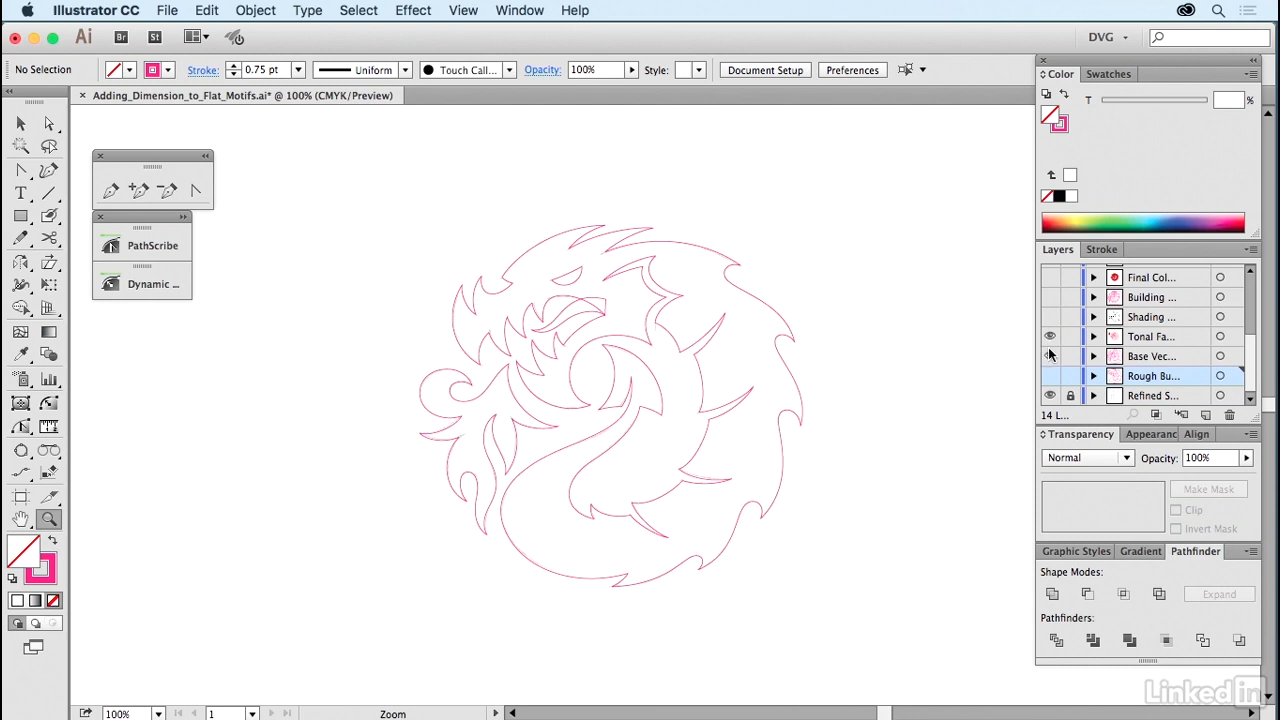 Illustrator CC File Edit Object Type Select Effect View Window Help
Ai Br St DVG
No Selection Stroke: 0.75 pt Uniform Touch Call... Opacity: 100% Style: Document Setup Preferences
Color Swatches
Adding_Dimension_to_Flat_Motifs.ai* @ 100% (CMYK/Preview)
T %
PathScribe
Dynamic ...
Layers Stroke
Final Col...
Building ...
Shading ...
Tonal Fa...
Base Vec...
Rough Bu...
Refined S...
14 L...
Transparency Appearanc Align
Normal Opacity: 100%
Make Mask
Clip
Invert Mask
Graphic Styles Gradient Pathfinder
Shape Modes:
Expand
Pathfinders:
LinkedIn
100% 1 Zoom